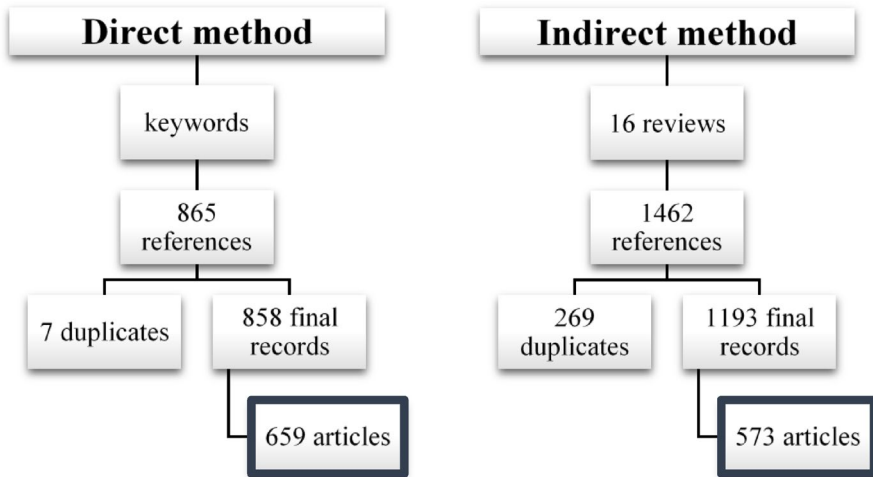 Direct method
keywords
865
references
7 duplicates
858 final
records
659 articles
Indirect method
16 reviews
1462
references
269
duplicates
1193 final
records
573 articles